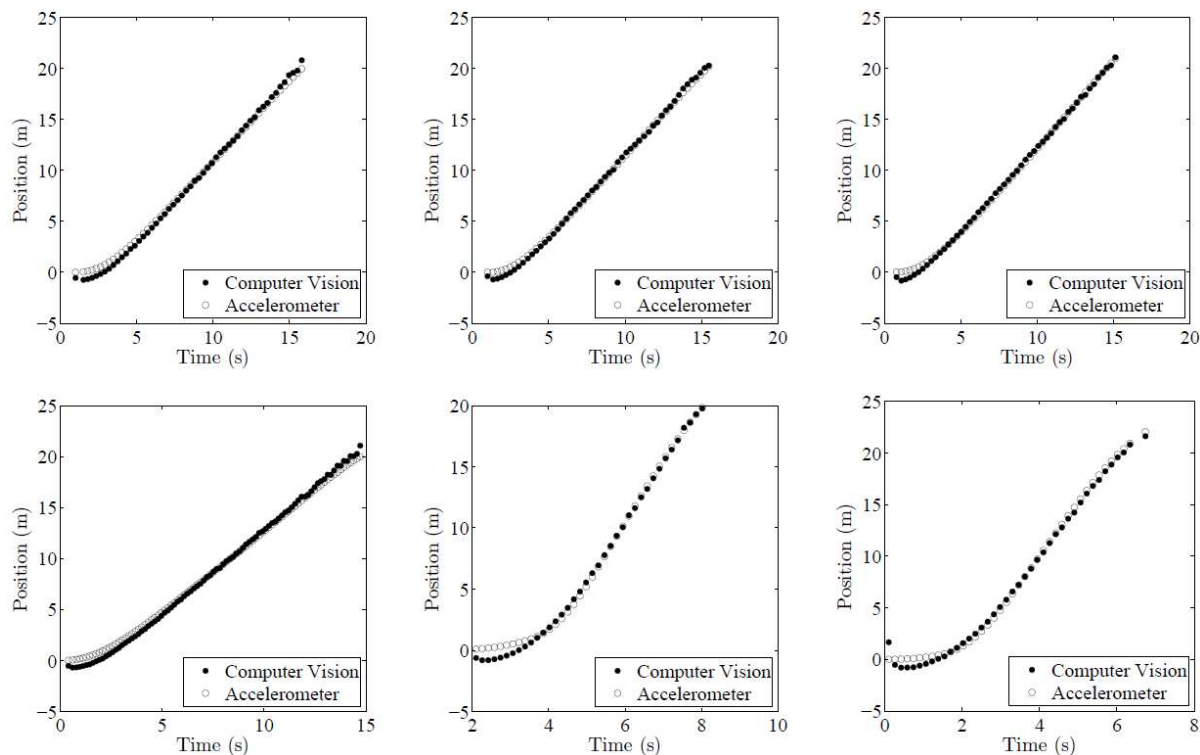 25
20
15
10
5
0
−5
0 5 10 15 20
Position (m)
Time (s)
Computer Vision
Accelerometer
25
20
15
10
5
0
−5
0 5 10 15 20
Position (m)
Time (s)
Computer Vision
Accelerometer
25
20
15
10
5
0
−5
0 5 10 15 20
Position (m)
Time (s)
Computer Vision
Accelerometer
25
20
15
10
5
0
−5
0 5 10 15
Position (m)
Time (s)
Computer Vision
Accelerometer
20
15
10
5
0
−5
2 4 6 8 10
Position (m)
Time (s)
Computer Vision
Accelerometer
25
20
15
10
5
0
−5
0 2 4 6 8
Position (m)
Time (s)
Computer Vision
Accelerometer